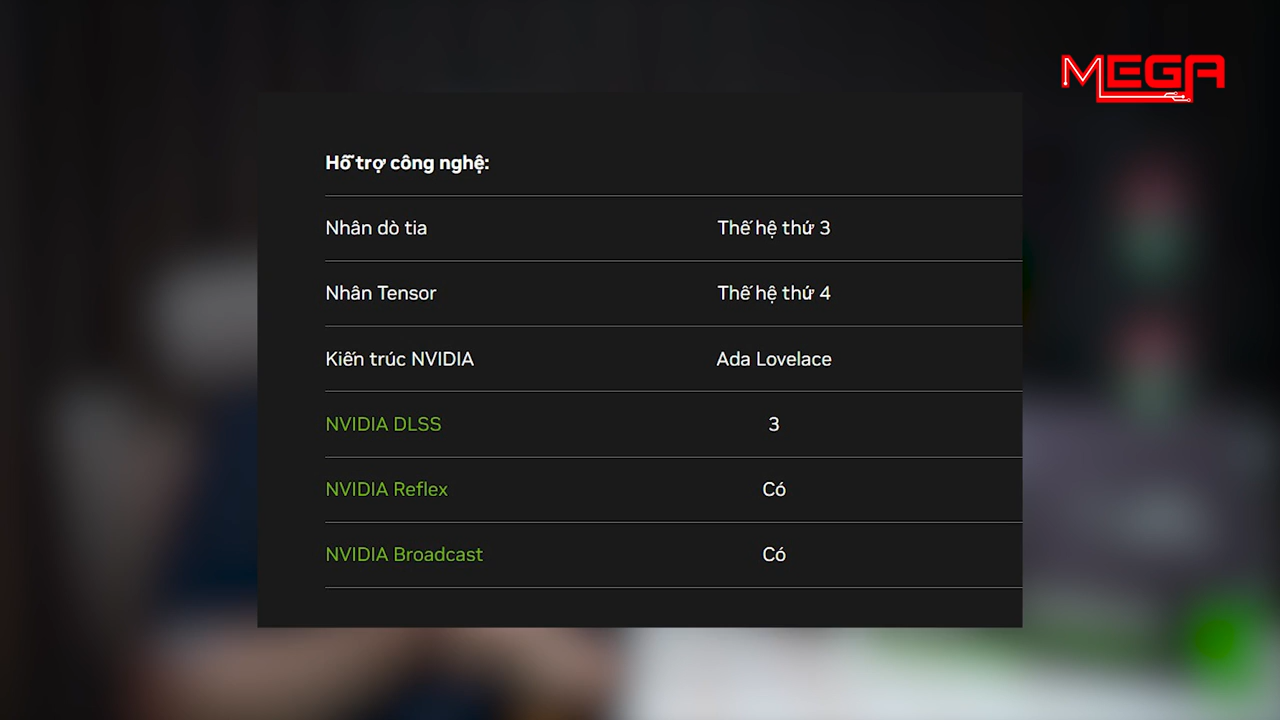 MEGA
Hỗ trợ công nghệ:
Nhân dò tia Thế hệ thứ 3
Nhân Tensor Thế hệ thứ 4
Kiến trúc NVIDIA Ada Lovelace
NVIDIA DLSS 3
NVIDIA Reflex Có
NVIDIA Broadcast Có